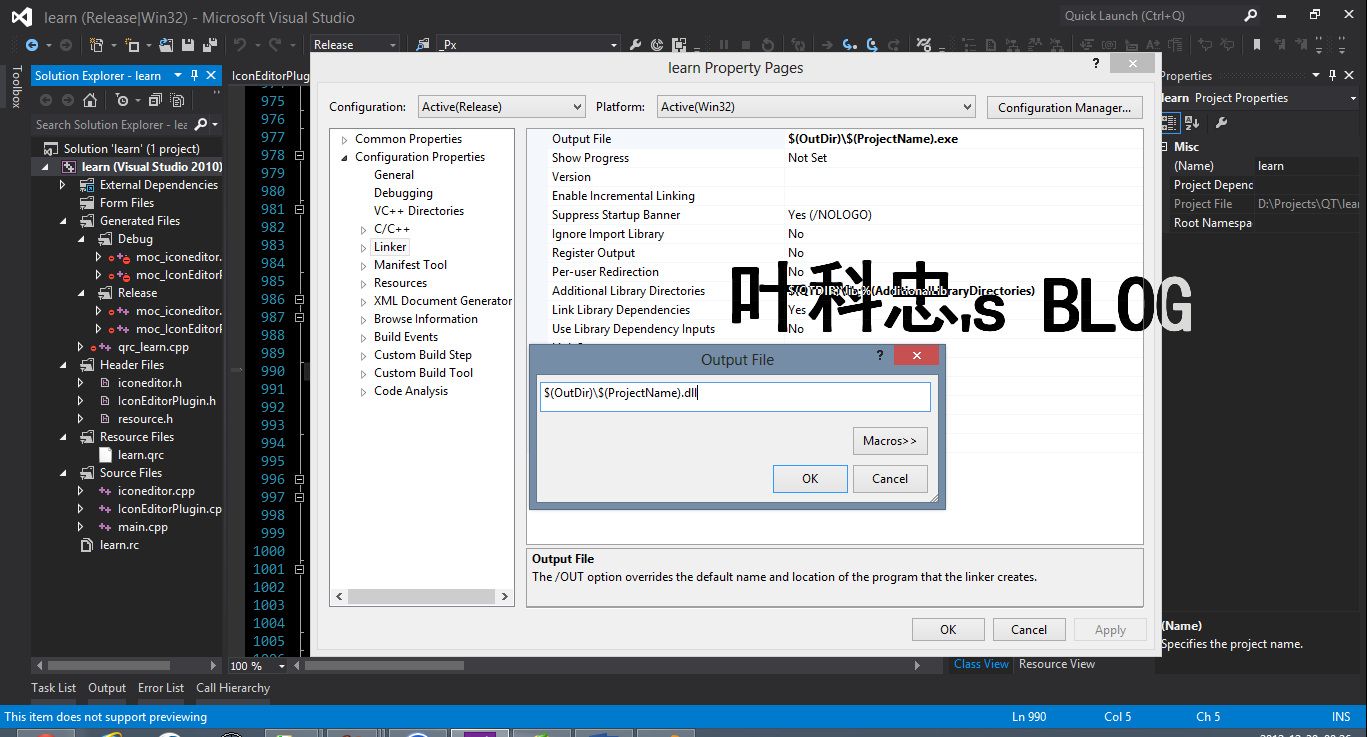 learn (Release|Win32) - Microsoft Visual Studio
Quick Launch (Ctrl+Q)
Release
_Px
Toolbox
Solution Explorer - learn
Search Solution Explorer - lea
Solution 'learn' (1 project)
learn (Visual Studio 2010)
External Dependencies
Form Files
Generated Files
Debug
moc_iconeditor.
moc_IconEditorP
Release
moc_iconeditor.
moc_IconEditorP
qrc_learn.cpp
Header Files
iconeditor.h
IconEditorPlugin.h
resource.h
Resource Files
learn.qrc
Source Files
iconeditor.cpp
IconEditorPlugin.cp
main.cpp
learn.rc
IconEditorPlug
975
976
977
978
979
980
981
982
983
984
985
986
987
988
989
990
991
992
993
994
995
996
997
998
999
1000
1001
1002
1003
1004
1005
100 %
learn Property Pages
?
Configuration:
Active(Release)
Platform:
Active(Win32)
Configuration Manager...
Common Properties
Configuration Properties
General
Debugging
VC++ Directories
C/C++
Linker
Manifest Tool
Resources
XML Document Generator
Browse Information
Build Events
Custom Build Step
Custom Build Tool
Code Analysis
Output File $(OutDir)\$(ProjectName).exe
Show Progress Not Set
Version
Enable Incremental Linking
Suppress Startup Banner Yes (/NOLOGO)
Ignore Import Library No
Register Output No
Per-user Redirection No
Additional Library Directories $(QTDIR)\lib;%(AdditionalLibraryDirectories)
Link Library Dependencies Yes
Use Library Dependency Inputs No
叶科忠's BLOG
Output File
?
$(OutDir)\$(ProjectName).dll
Macros>>
OK
Cancel
Output File
The /OUT option overrides the default name and location of the program that the linker creates.
OK
Cancel
Apply
Properties
learn Project Properties
Misc
(Name) learn
Project Depend
Project File D:\Projects\QT\lear
Root Namespa
(Name)
Specifies the project name.
Class View
Resource View
Task List
Output
Error List
Call Hierarchy
This item does not support previewing
Ln 990
Col 5
Ch 5
INS